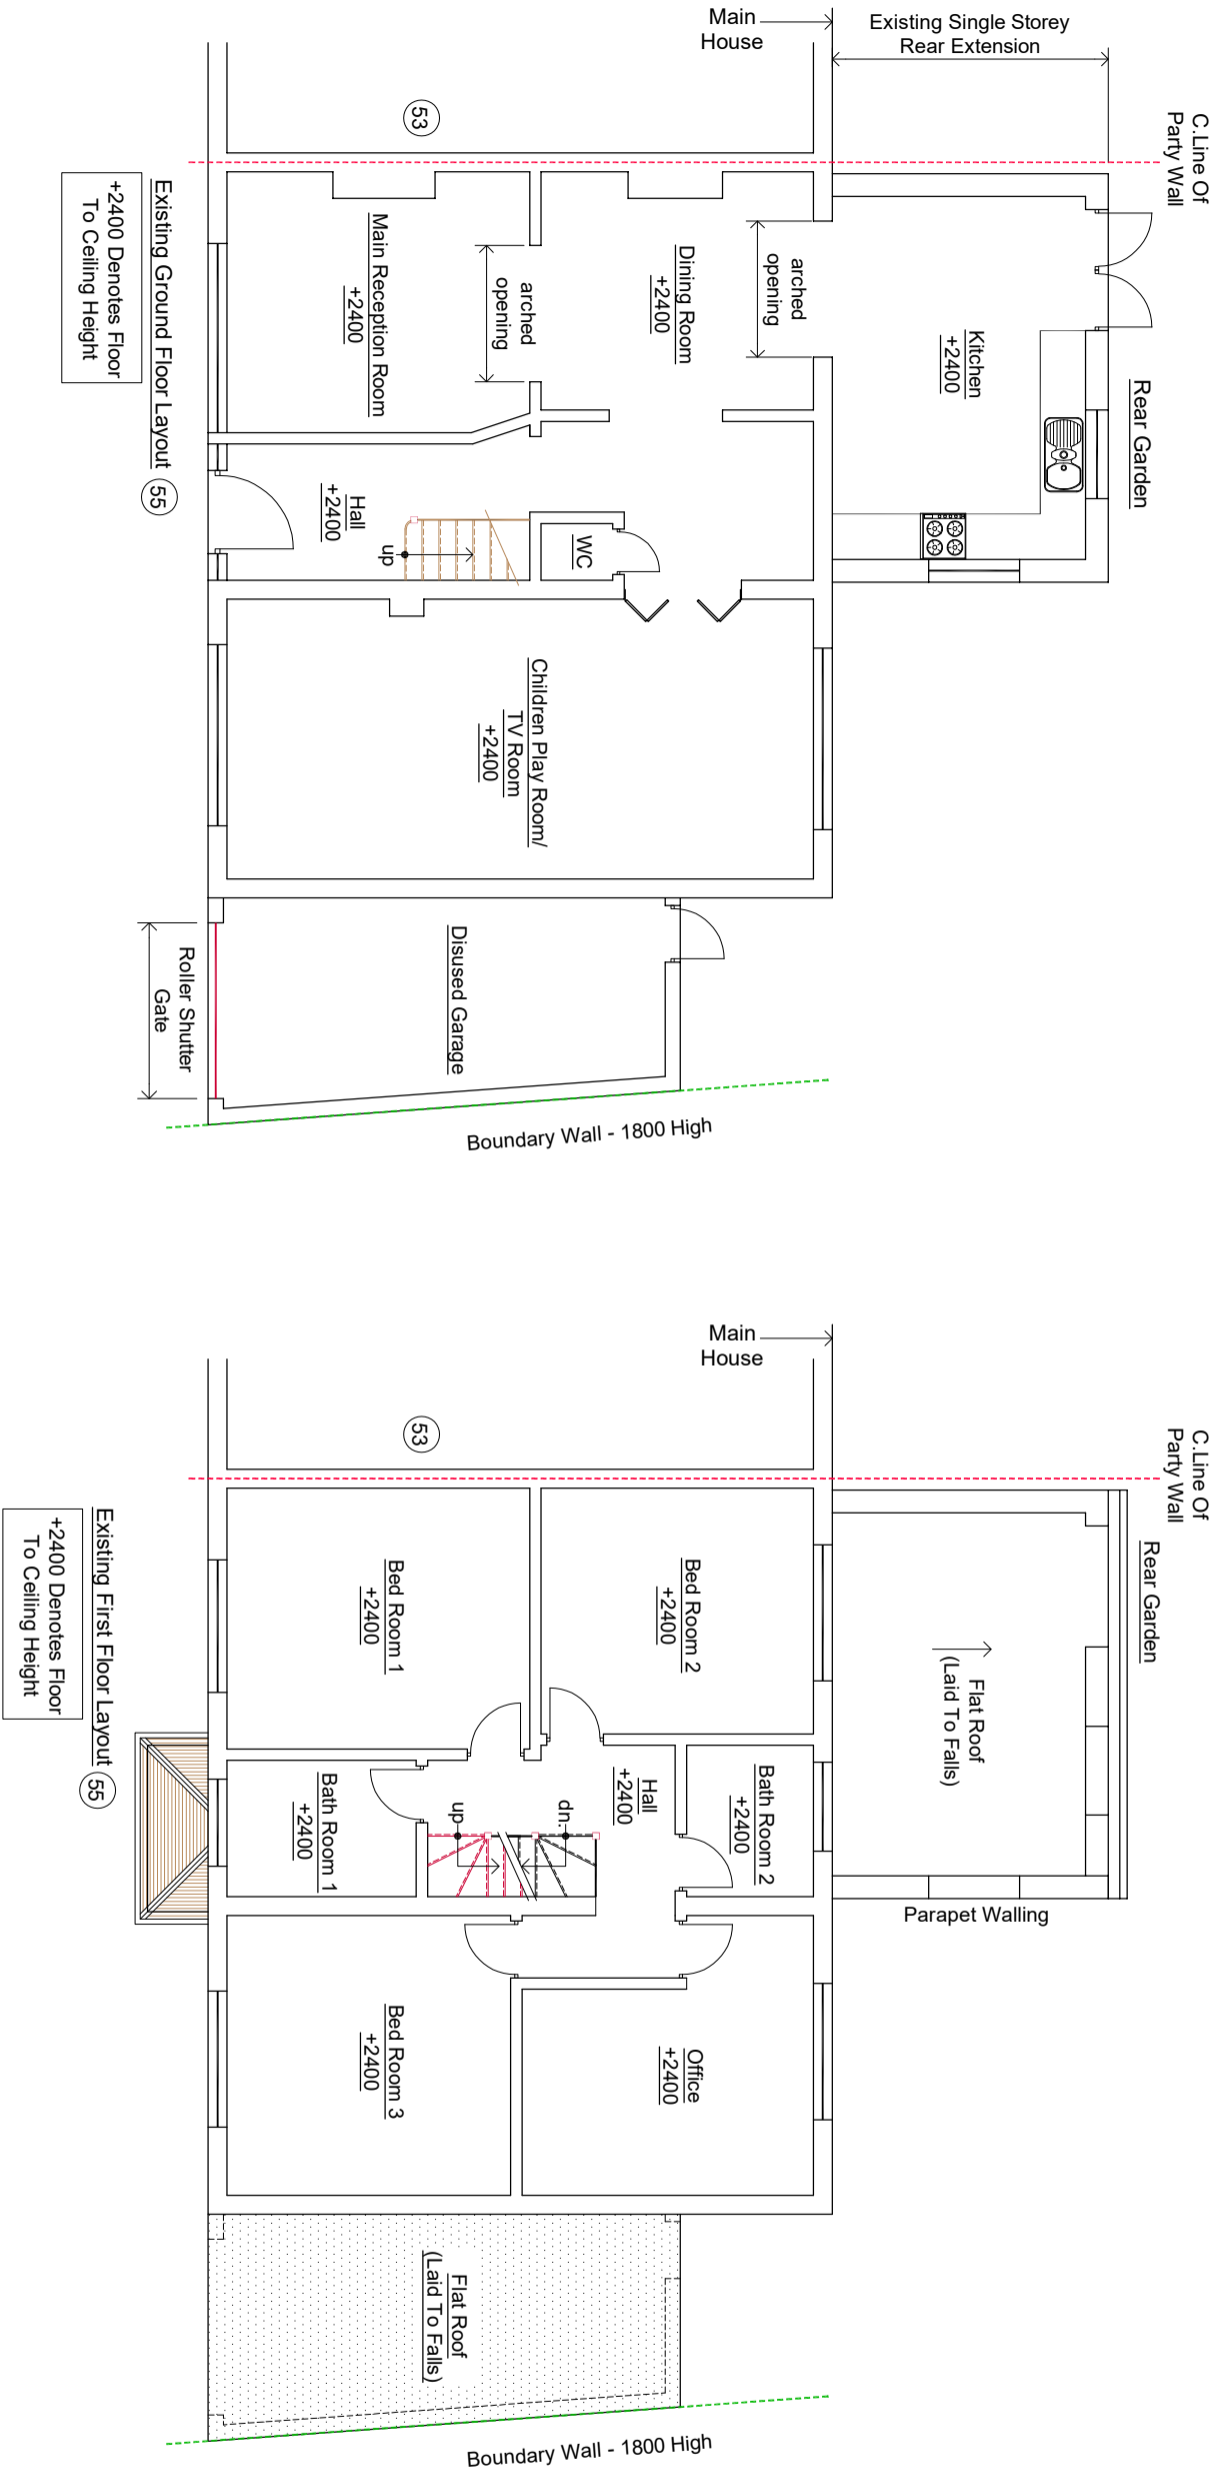 Main
House
Existing Single Storey
Rear Extension
C.Line Of
Party Wall
53
Rear Garden
Kitchen
+2400
arched
opening
Dining Room
+2400
arched
opening
Main Reception Room
+2400
Hall
+2400
up
WC
Children Play Room/
TV Room
+2400
Disused Garage
Roller Shutter
Gate
Boundary Wall - 1800 High
Existing Ground Floor Layout
55
+2400 Denotes Floor
To Ceiling Height
Main
House
C.Line Of
Party Wall
53
Rear Garden
Flat Roof
(Laid To Falls)
Parapet Walling
Bed Room 2
+2400
Bed Room 1
+2400
Bath Room 2
+2400
Hall
+2400
dn.
up
Bath Room 1
+2400
Office
+2400
Bed Room 3
+2400
Flat Roof
(Laid To Falls)
Boundary Wall - 1800 High
Existing First Floor Layout
55
+2400 Denotes Floor
To Ceiling Height